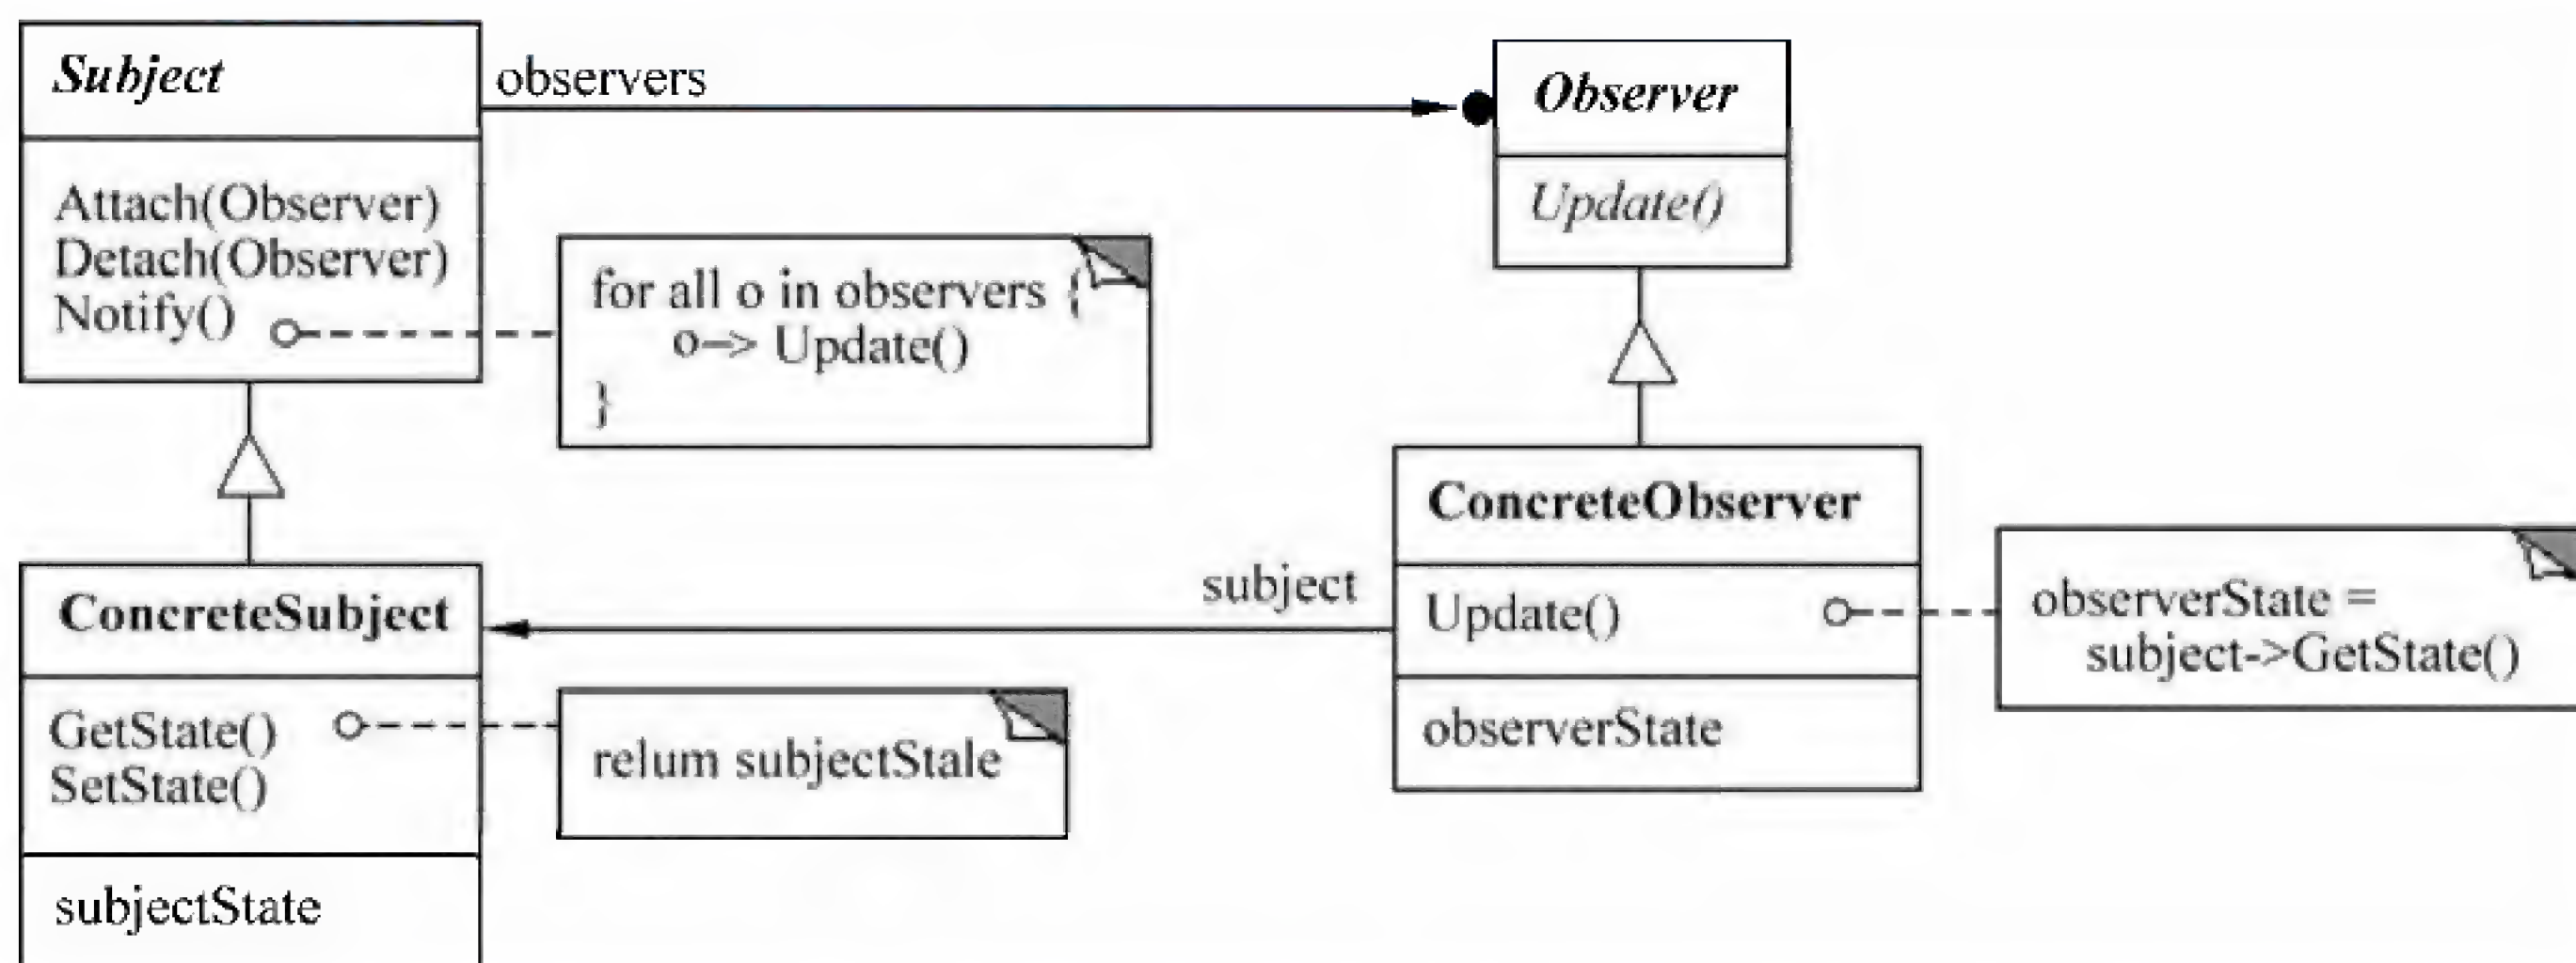 Subject
observers
Observer
Attach(Observer)
Detach(Observer)
Notify()
Update()
for all o in observers {
o—> Update()
}
ConcreteSubject
subject
ConcreteObserver
Update()
observerState =
subject->GetState()
GetState()
SetState()
relum subjectStale
observerState
subjectState